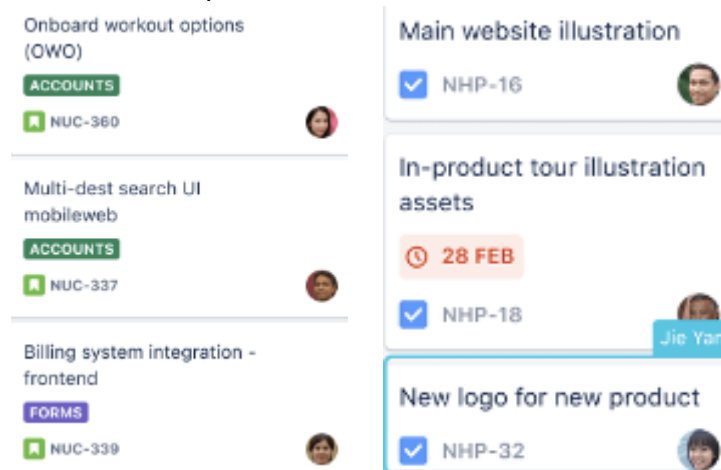 Onboard workout options
(OWO)
ACCOUNTS
NUC-360
Multi-dest search UI
mobileweb
ACCOUNTS
NUC-337
Billing system integration -
frontend
FORMS
NUC-339
Main website illustration
NHP-16
In-product tour illustration
assets
28 FEB
NHP-18
Jie Yan
New logo for new product
NHP-32